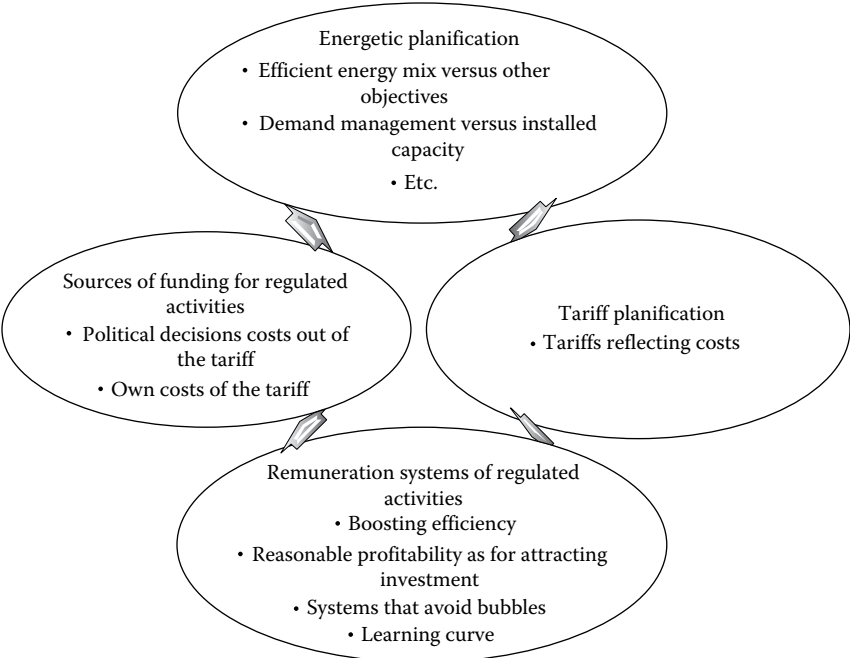 Energetic planification
• Efficient energy mix versus other
objectives
• Demand management versus installed
capacity
• Etc.
Sources of funding for regulated
activities
• Political decisions costs out of
the tariff
• Own costs of the tariff
Tariff planification
• Tariffs reflecting costs
Remuneration systems of regulated
activities
• Boosting efficiency
• Reasonable profitability as for attracting
investment
• Systems that avoid bubbles
• Learning curve